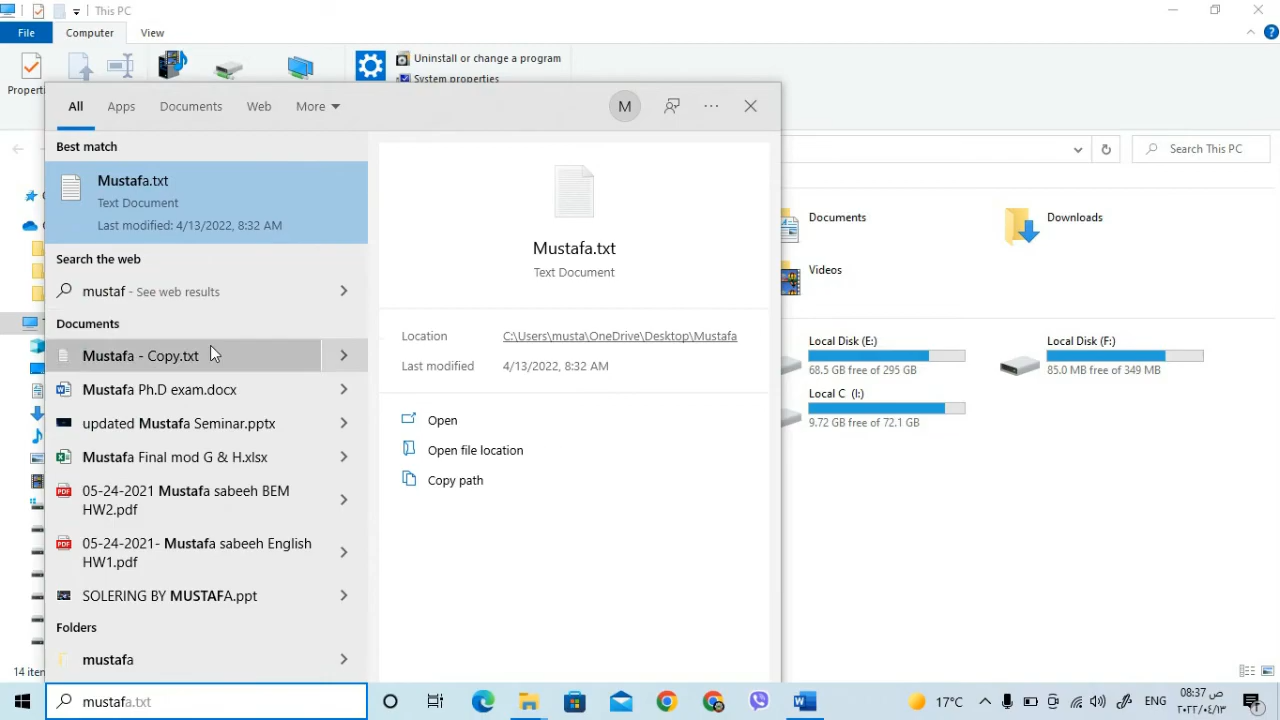 This PC
File
Computer
View
Uninstall or change a program
System properties
All
Apps
Documents
Web
More
M
Search This PC
Best match
Mustafa.txt
Text Document
Last modified: 4/13/2022, 8:32 AM
Search the web
mustaf - See web results
Documents
Mustafa - Copy.txt
Mustafa Ph.D exam.docx
updated Mustafa Seminar.pptx
Mustafa Final mod G & H.xlsx
05-24-2021 Mustafa sabeeh BEM
HW2.pdf
05-24-2021- Mustafa sabeeh English
HW1.pdf
SOLERING BY MUSTAFA.ppt
Folders
mustafa
Mustafa.txt
Text Document
Location
C:\Users\musta\OneDrive\Desktop\Mustafa
Last modified
4/13/2022, 8:32 AM
Open
Open file location
Copy path
Documents
Downloads
Videos
Local Disk (E:)
68.5 GB free of 295 GB
Local Disk (F:)
85.0 MB free of 349 MB
Local C (I:)
9.72 GB free of 72.1 GB
mustafa.txt
17°C
ENG
08:37 ص
1